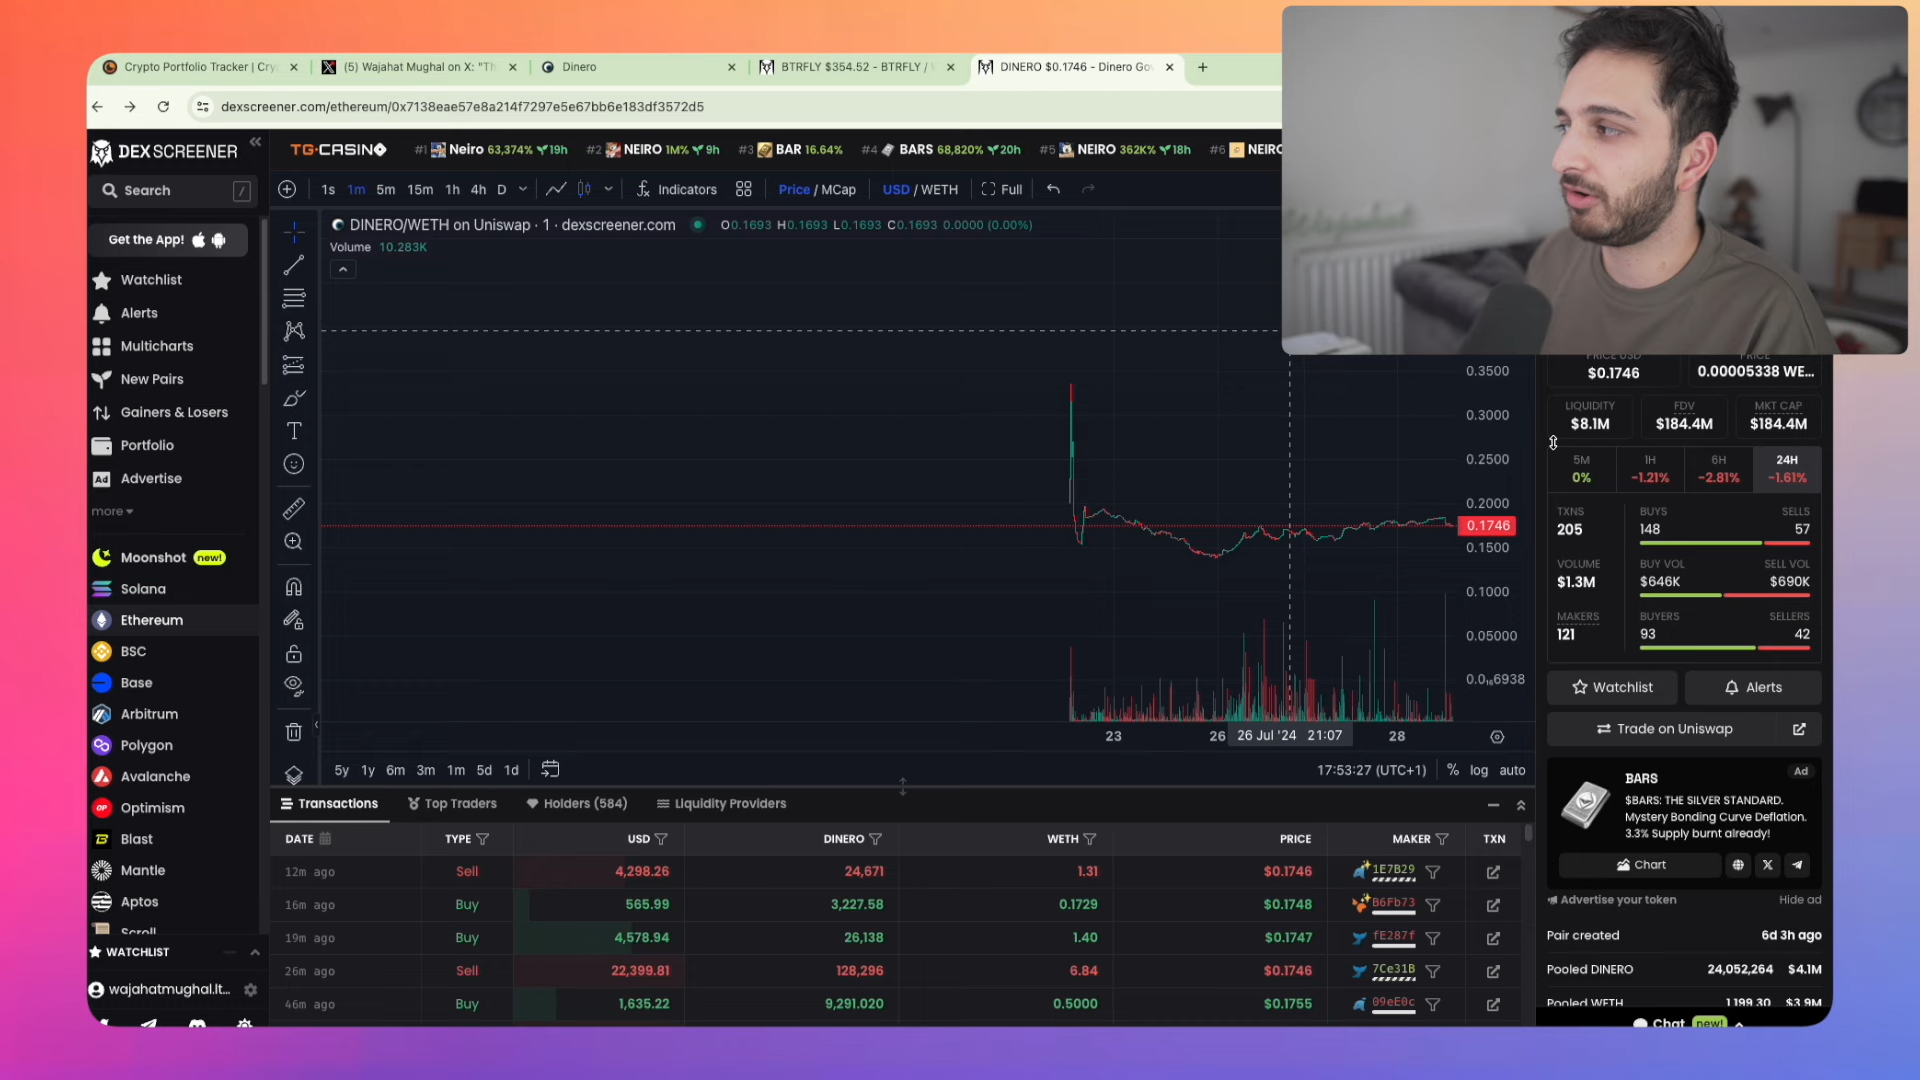 Crypto Portfolio Tracker | Cry
(5) Wajahat Mughal on X: "Th
Dinero
BTRFLY $354.52 - BTRFLY /
DINERO $0.1746 - Dinero Go
dexscreener.com/ethereum/0x7138eae57e8a214f7297e5e67bb6e183df3572d5
DEX SCREENER
TG.CASINO
#1 Neiro 63,374% 19h
#2 NEIRO 1M% 9h
#3 BAR 16.64%
#4 BARS 68,820% 20h
#5 NEIRO 362K% 18h
#6 NEIRO
Search /
1s 1m 5m 15m 1h 4h D
Indicators
Price / MCap
USD / WETH
Full
Get the App!
DINERO/WETH on Uniswap · 1 · dexscreener.com
O0.1693 H0.1693 L0.1693 C0.1693 0.0000 (0.00%)
Volume 10.283K
Watchlist
Alerts
Multicharts
New Pairs
Gainers & Losers
Portfolio
Ad Advertise
more
Moonshot new!
Solana
Ethereum
BSC
Base
Arbitrum
Polygon
Avalanche
OP Optimism
Blast
Mantle
Aptos
Scroll
WATCHLIST
wajahatmughal.lt...
0.3500
0.3000
0.2500
0.2000
0.1746
0.1500
0.1000
0.05000
0.0₁₆6938
23 26 26 Jul '24 21:07 28
5y 1y 6m 3m 1m 5d 1d
17:53:27 (UTC+1) % log auto
Transactions
Top Traders
Holders (584)
Liquidity Providers
DATE TYPE USD DINERO WETH PRICE MAKER TXN
12m ago Sell 4,298.26 24,671 1.31 $0.1746 1E7B29
16m ago Buy 565.99 3,227.58 0.1729 $0.1748 B6Fb73
19m ago Buy 4,578.94 26,138 1.40 $0.1747 fE287f
26m ago Sell 22,399.81 128,296 6.84 $0.1746 7Ce31B
46m ago Buy 1,635.22 9,291.020 0.5000 $0.1755 09eE0c
PRICE USD PRICE
$0.1746 0.00005338 WE...
LIQUIDITY FDV MKT CAP
$8.1M $184.4M $184.4M
5M 1H 6H 24H
0% -1.21% -2.81% -1.61%
TXNS BUYS SELLS
205 148 57
VOLUME BUY VOL SELL VOL
$1.3M $646K $690K
MAKERS BUYERS SELLERS
121 93 42
Watchlist Alerts
Trade on Uniswap
BARS Ad
$BARS: THE SILVER STANDARD.
Mystery Bonding Curve Deflation.
3.3% Supply burnt already!
Chart
Advertise your token Hide ad
Pair created 6d 3h ago
Pooled DINERO 24,052,264 $4.1M
Pooled WETH 1,199.30 $3.9M
Chat new!